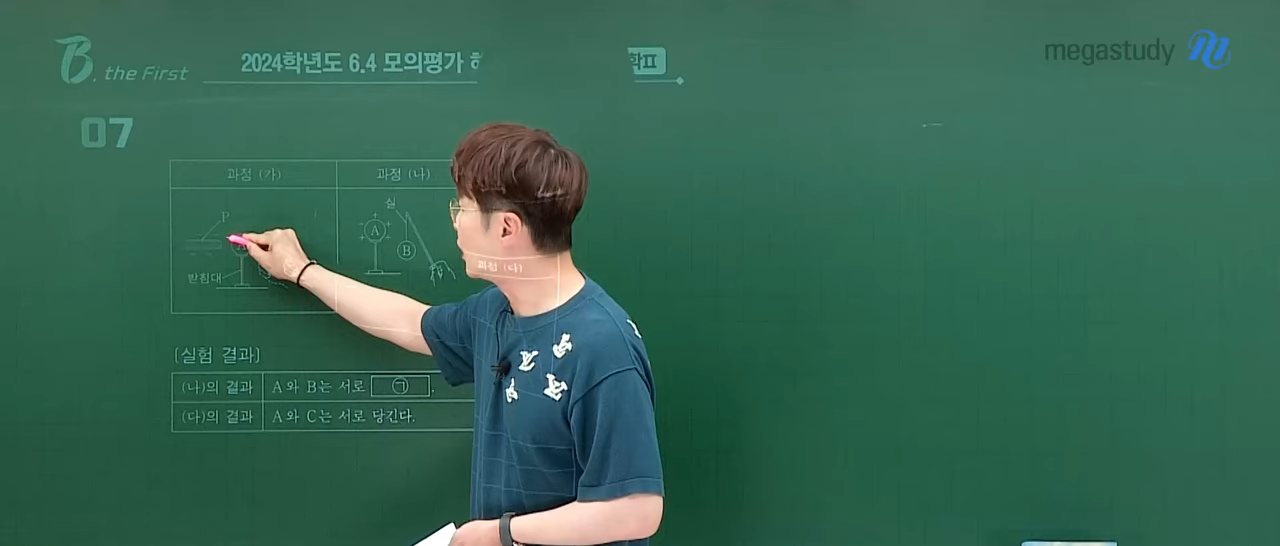 B. the First
2024학년도 6.4 모의평가
학II
megastudy
07
과정 (가)
과정 (나)
P
받침대
실
A
B
과정 (다)
[실험 결과]
(나)의 결과
A와 B는 서로 ㉠.
(다)의 결과
A와 C는 서로 당긴다.